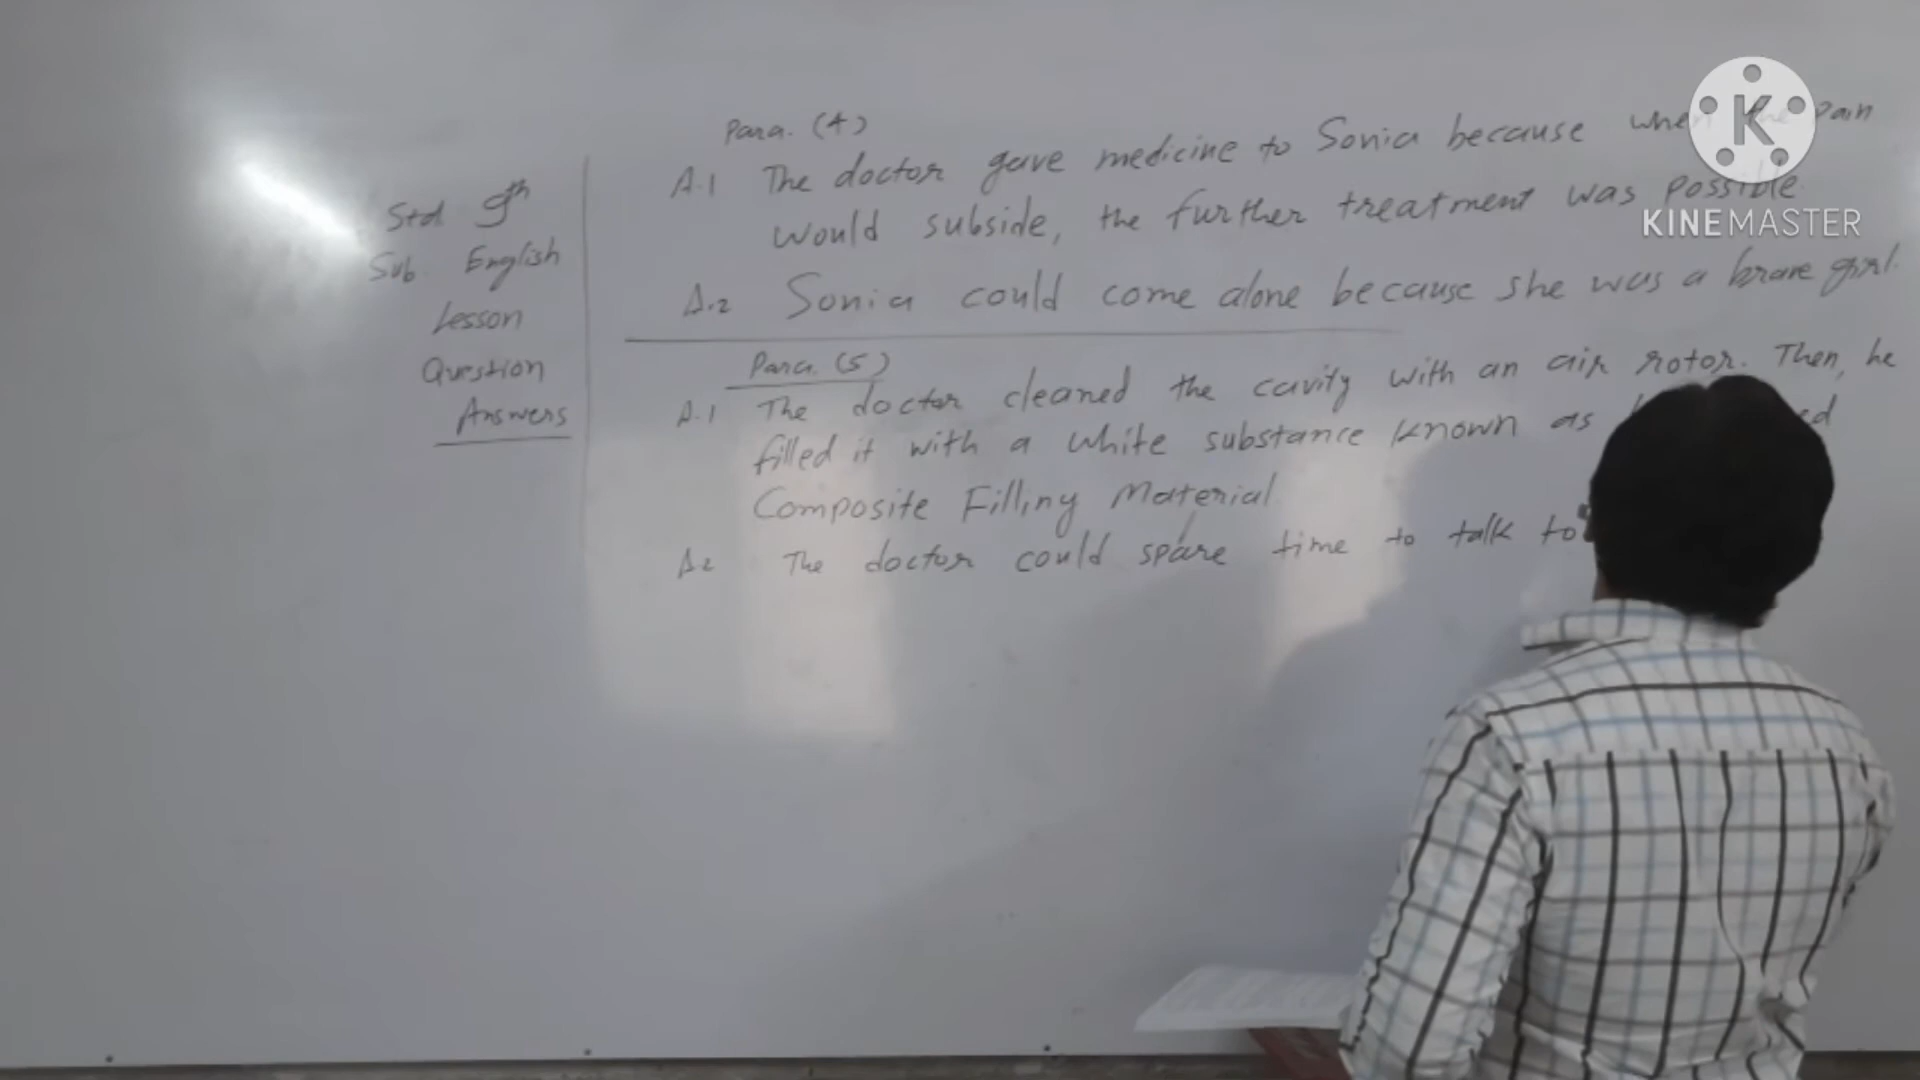 Std 9th
Sub English
Lesson
Question
Answers
Para. (4)
A.1 The doctor gave medicine to Sonia because when the pain
would subside, the further treatment was possible.
A.2 Sonia could come alone because she was a brave girl.
Para. (5)
A.1 The doctor cleaned the cavity with an air rotor. Then, he
filled it with a white substance known as
Composite Filling Material
A2 The doctor could spare time to talk to
K
KINEMASTER